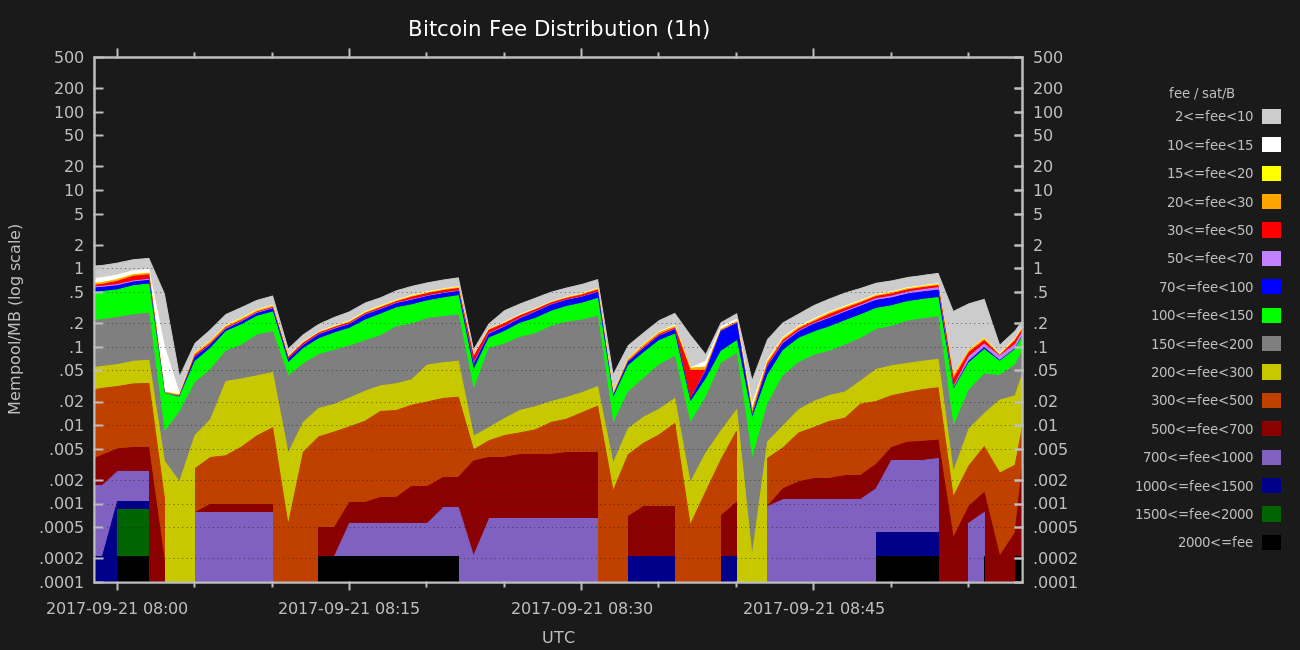 Bitcoin Fee Distribution (1h)
500
200
100
50
20
10
5
2
1
.5
.2
.1
.05
.02
.01
.005
.002
.001
.0005
.0002
.0001
Mempool/MB (log scale)
500
200
100
50
20
10
5
2
1
.5
.2
.1
.05
.02
.01
.005
.002
.001
.0005
.0002
.0001
2017-09-21 08:00
2017-09-21 08:15
2017-09-21 08:30
2017-09-21 08:45
UTC
fee / sat/B
2<=fee<10
10<=fee<15
15<=fee<20
20<=fee<30
30<=fee<50
50<=fee<70
70<=fee<100
100<=fee<150
150<=fee<200
200<=fee<300
300<=fee<500
500<=fee<700
700<=fee<1000
1000<=fee<1500
1500<=fee<2000
2000<=fee